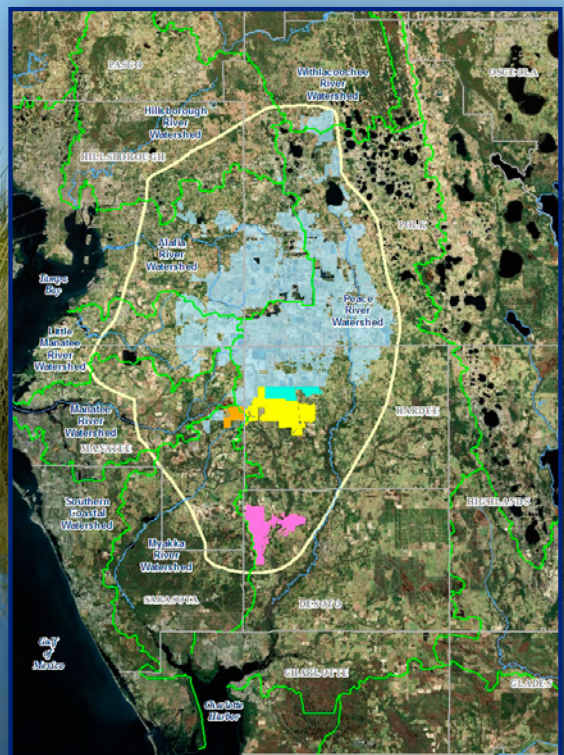 PASCO
OSCEOLA
Withlacoochee
River
Watershed
Hillsborough
River
Watershed
HILLSBOROUGH
POLK
Alafia
River
Watershed
Tampa
Bay
Peace
River
Watershed
Little
Manatee
River
Watershed
Manatee
River
Watershed
HARDEE
MANATEE
Southern
Coastal
Watershed
HIGHLANDS
Myakka
River
Watershed
SARASOTA
DESOTO
Gulf
of
Mexico
CHARLOTTE
GLADES
Charlotte
Harbor